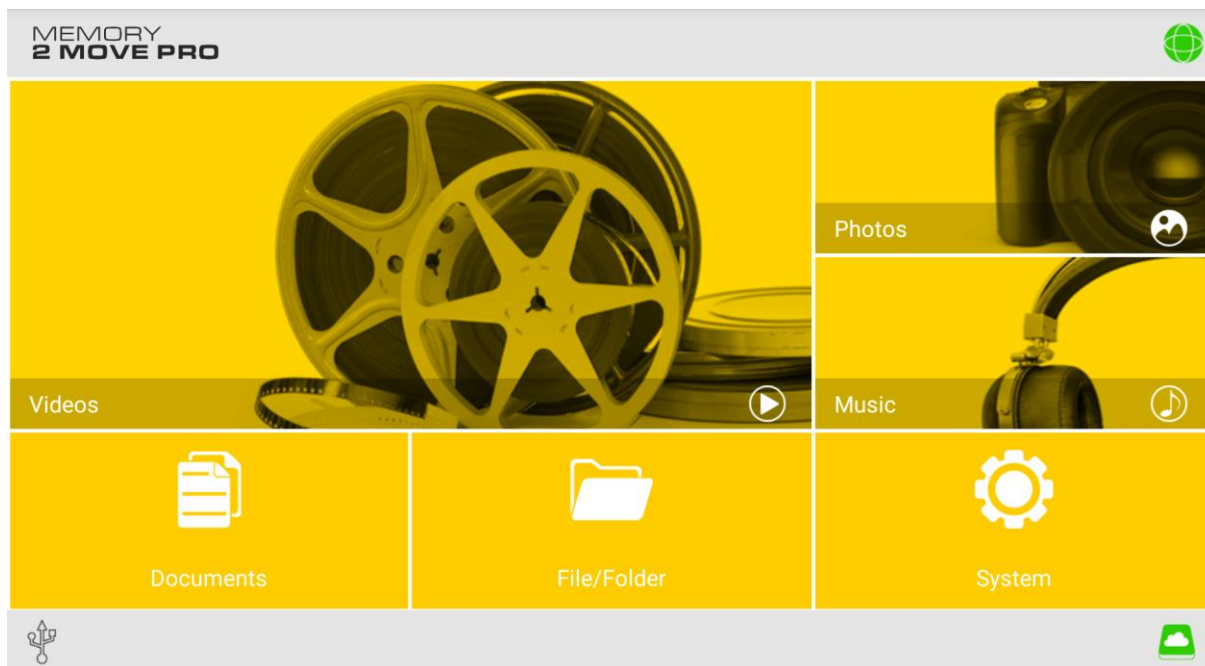 MEMORY
2 MOVE PRO
Photos
Videos
Music
Documents
File/Folder
System